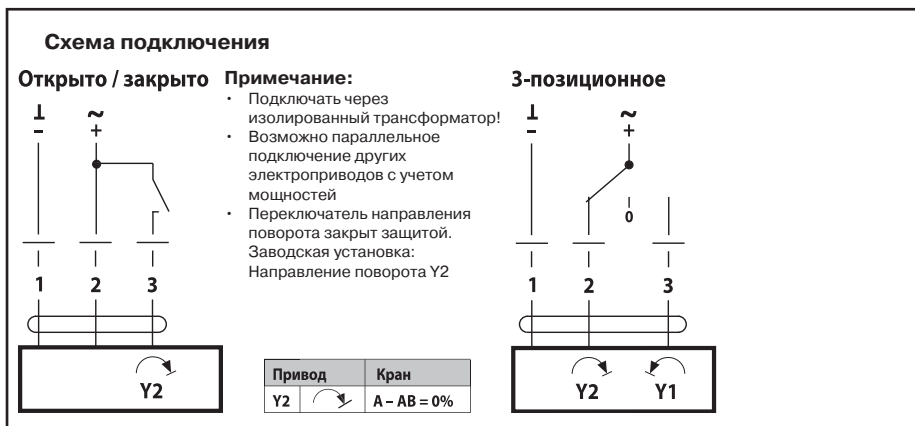 Схема подключения
Открыто / закрыто
⊥ ~
- +
1 2 3
Y2
Примечание:
• Подключать через
изолированный трансформатор!
• Возможно параллельное
подключение других
электроприводов с учетом
мощностей
• Переключатель направления
поворота закрыт защитой.
Заводская установка:
Направление поворота Y2
Привод Кран
Y2 A – AB = 0%
3-позиционное
⊥ ~
- +
0
1 2 3
Y2 Y1